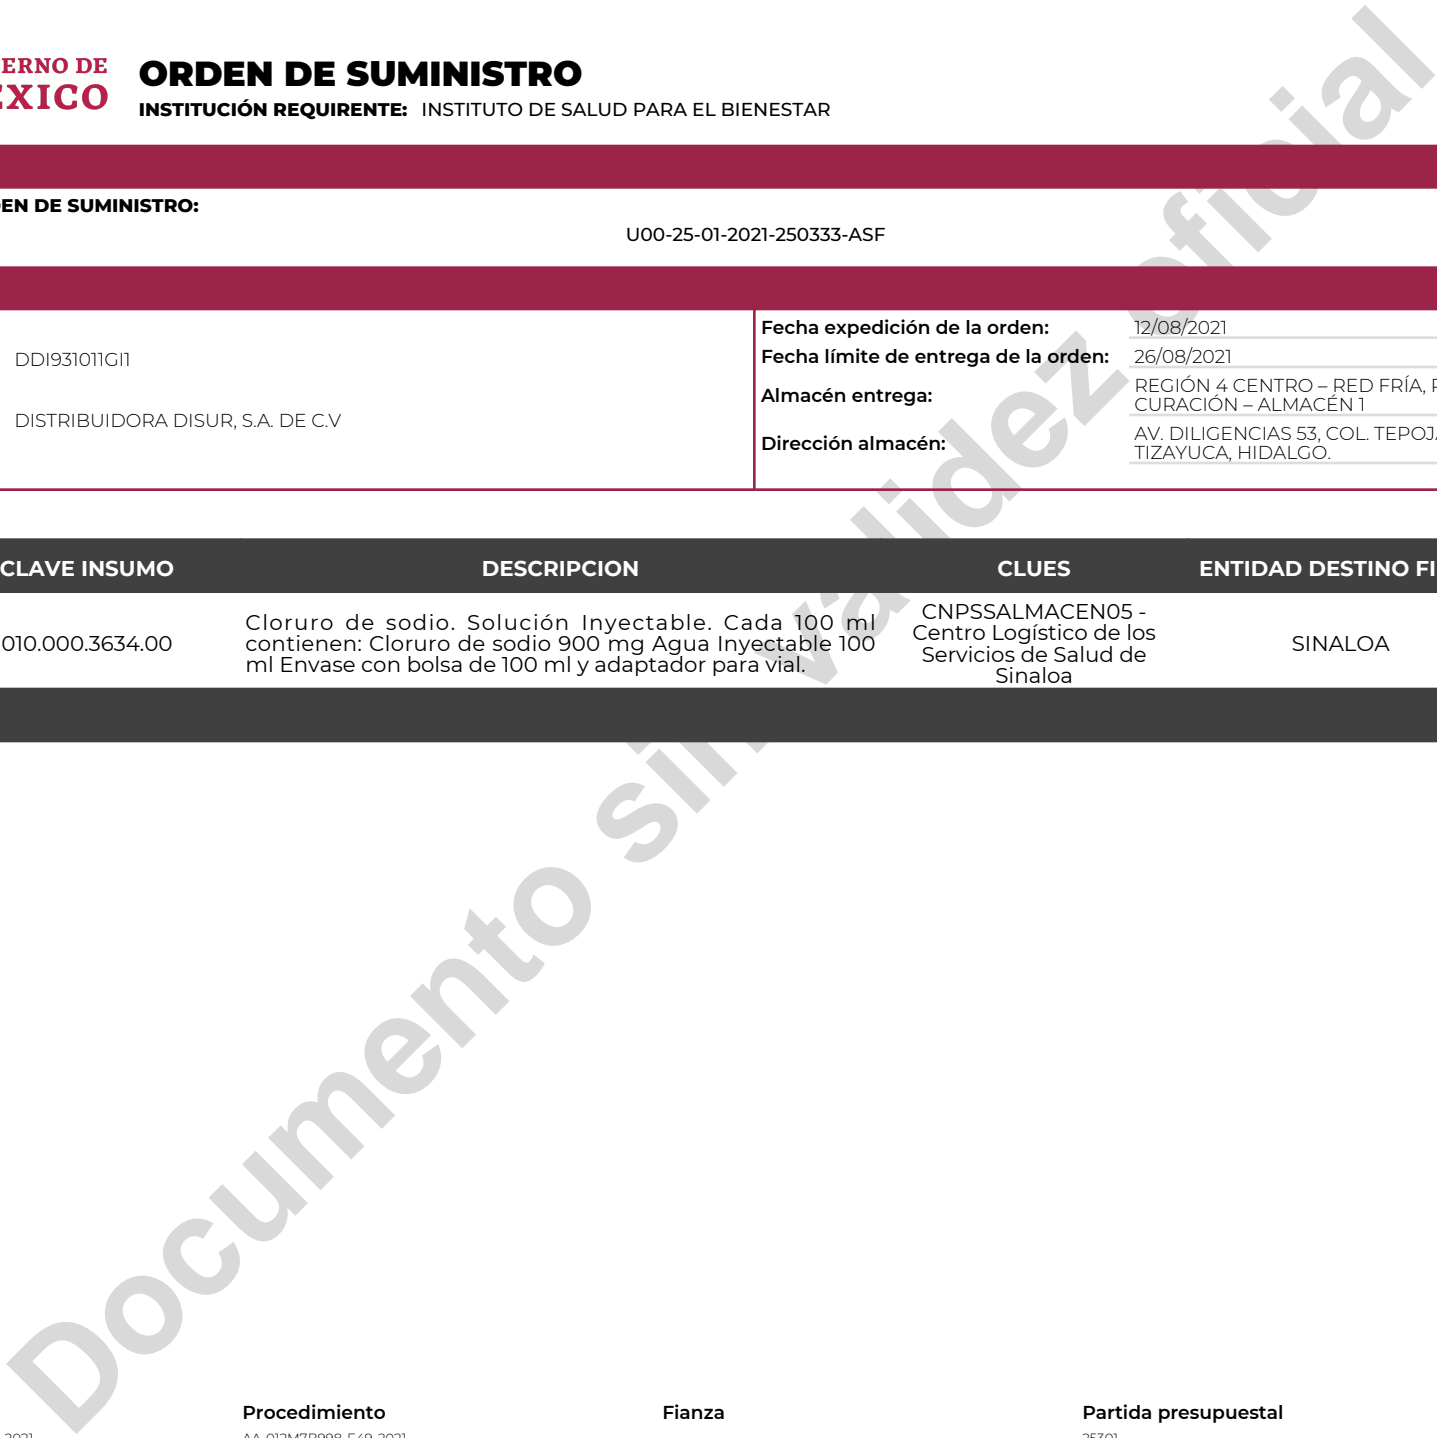 ERNO DE
ORDEN DE SUMINISTRO
INSTITUCIÓN REQUIRENTE: INSTITUTO DE SALUD PARA EL BIENESTAR
EN DE SUMINISTRO:
U00-25-01-2021-250333-ASF
DDI931011GI1
DISTRIBUIDORA DISUR, S.A. DE C.V
Fecha expedición de la orden: 12/08/2021
Fecha límite de entrega de la orden: 26/08/2021
Almacén entrega: REGIÓN 4 CENTRO – RED FRÍA,
CURACIÓN – ALMACÉN 1
Dirección almacén: AV. DILIGENCIAS 53, COL.
TIZAYUCA, HIDALGO.
CLAVE INSUMO DESCRIPCION CLUES ENTIDAD DESTINO
010.000.3634.00
Cloruro de sodio. Solución Inyectable. Cada 100 ml
contienen: Cloruro de sodio 900 mg Agua Inyectable 100
ml Envase con bolsa de 100 ml y adaptador para vial.
CNPSSALMACEN05 -
Centro Logístico de los
Servicios de Salud de
Sinaloa
SINALOA
Documento sin validez oficial
Procedimiento Fianza Partida presupuestal